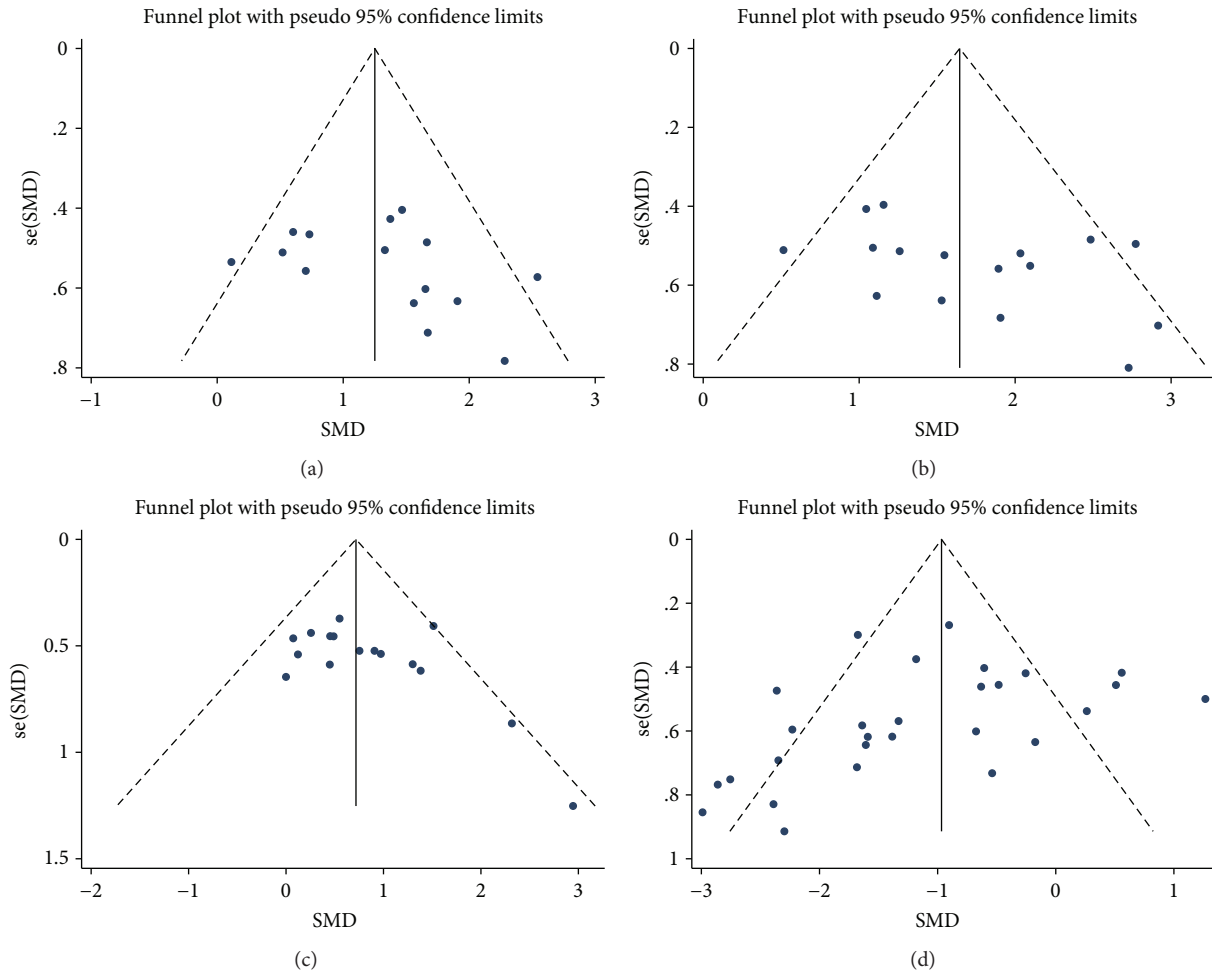 Funnel plot with pseudo 95% confidence limits
0
.2
.4
.6
.8
se(SMD)
−1 0 1 2 3
SMD
(a)
Funnel plot with pseudo 95% confidence limits
0
.2
.4
.6
.8
se(SMD)
0 1 2 3
SMD
(b)
Funnel plot with pseudo 95% confidence limits
0
0.5
1
1.5
se(SMD)
−2 −1 0 1 2 3
SMD
(c)
Funnel plot with pseudo 95% confidence limits
0
.2
.4
.6
.8
1
se(SMD)
−3 −2 −1 0 1
SMD
(d)